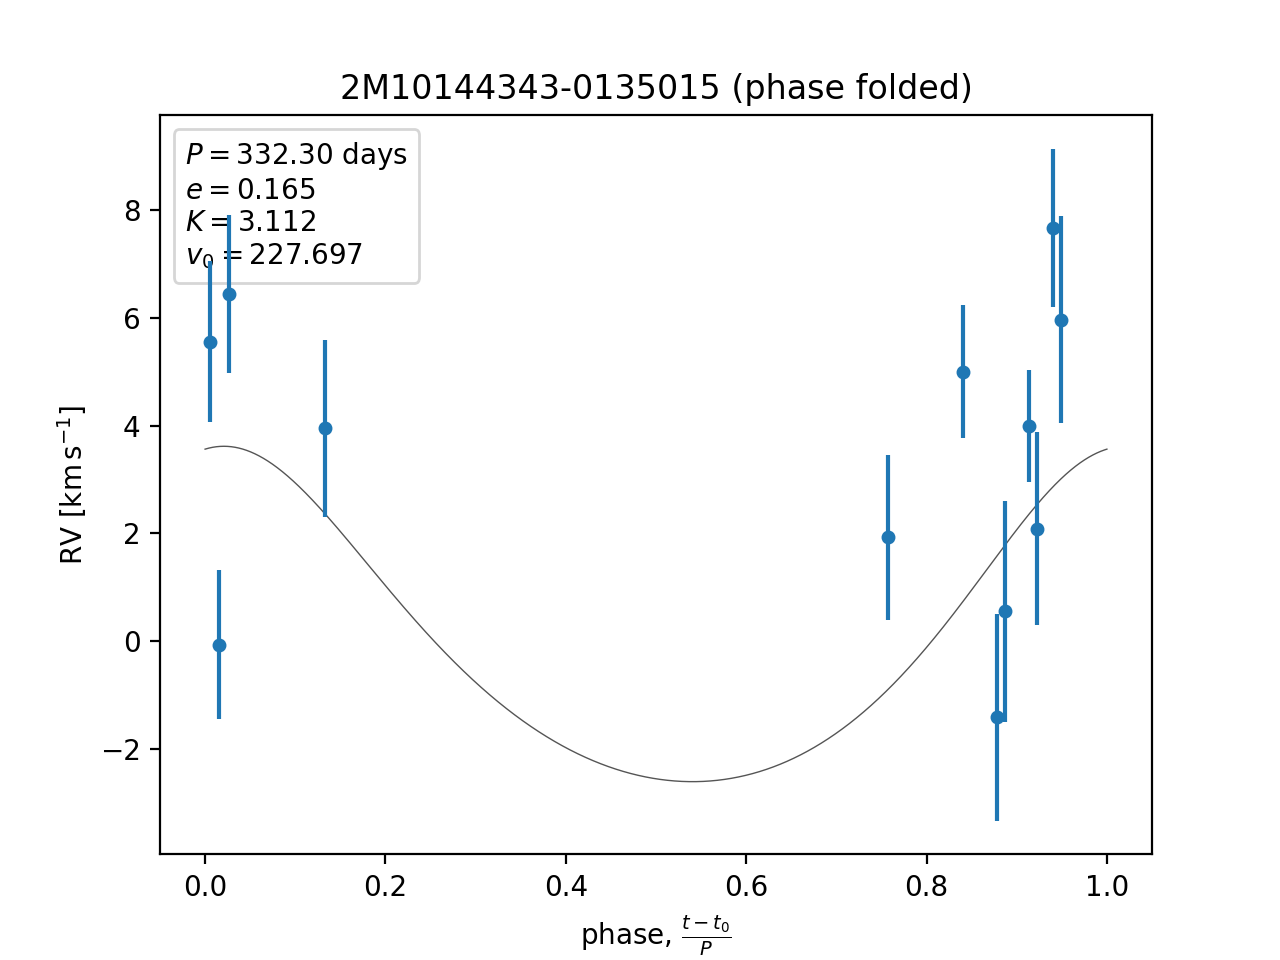 2M10144343-0135015 (phase folded)
P = 332.30 days
e = 0.165
K = 3.112
v₀ = 227.697
8
6
4
2
0
−2
RV [km s⁻¹]
0.0 0.2 0.4 0.6 0.8 1.0
phase, (t − t₀)/P